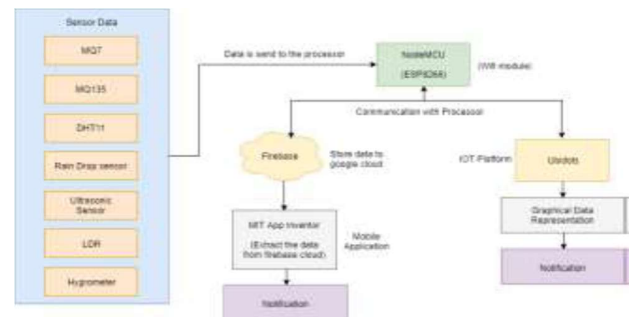 Sensor Data
MQ7
MQ135
DHT11
Rain Drop sensor
Ultrasonic
Sensor
LDR
Hygrometer
Data is send to the processor
NodeMCU
(ESP8266)
(Wifi module)
Communication with Processor
Firebase
Store data to
google cloud
IOT Platform
Ubidots
MIT App Inventor
(Extract the data
from firebase cloud)
Mobile
Application
Graphical Data
Representation
Notification
Notification